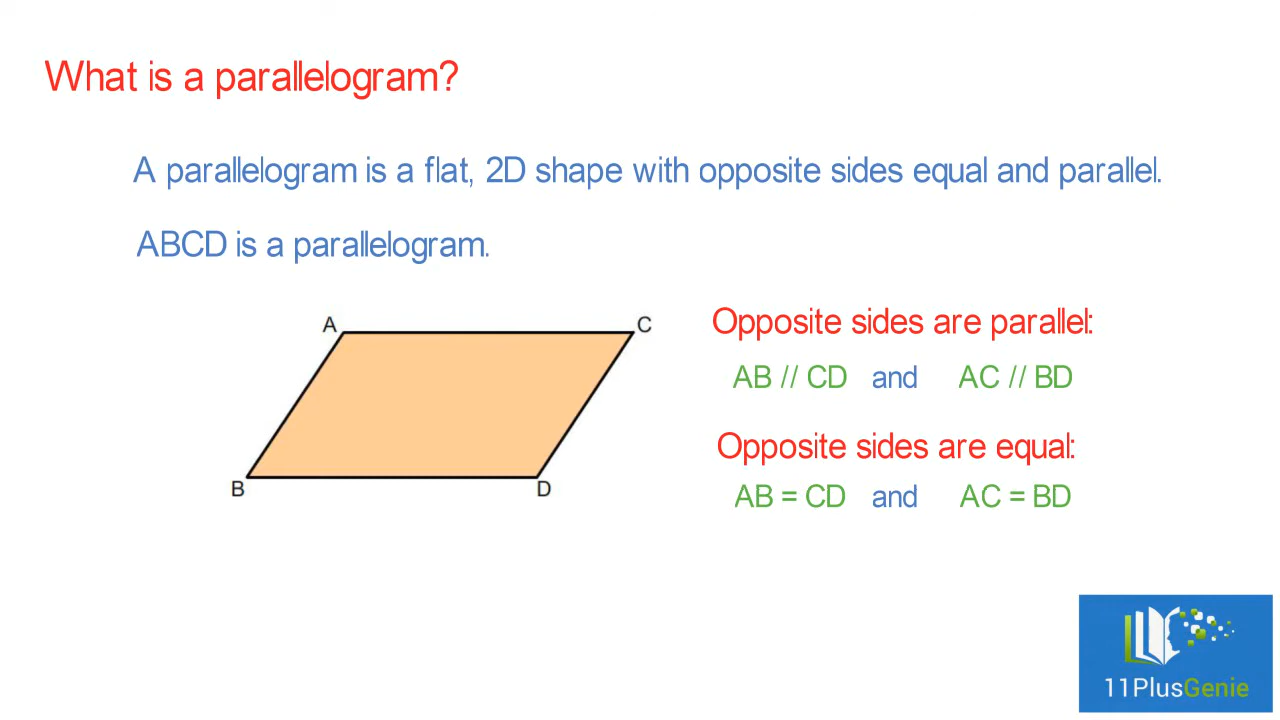 What is a parallelogram?
A parallelogram is a flat, 2D shape with opposite sides equal and parallel.
ABCD is a parallelogram.
A
C
B
D
Opposite sides are parallel:
AB // CD and AC // BD
Opposite sides are equal:
AB = CD and AC = BD
11PlusGenie